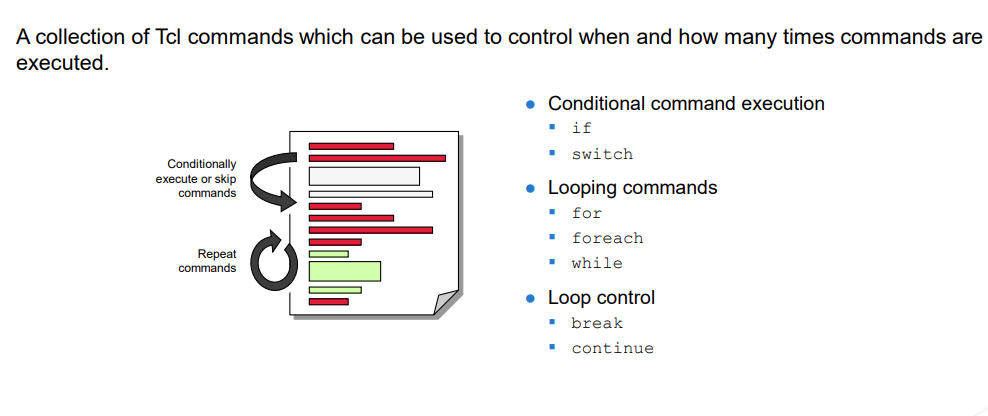 A collection of Tcl commands which can be used to control when and how many times commands are
executed.
Conditionally
execute or skip
commands
Repeat
commands
● Conditional command execution
▪ if
▪ switch
● Looping commands
▪ for
▪ foreach
▪ while
● Loop control
▪ break
▪ continue